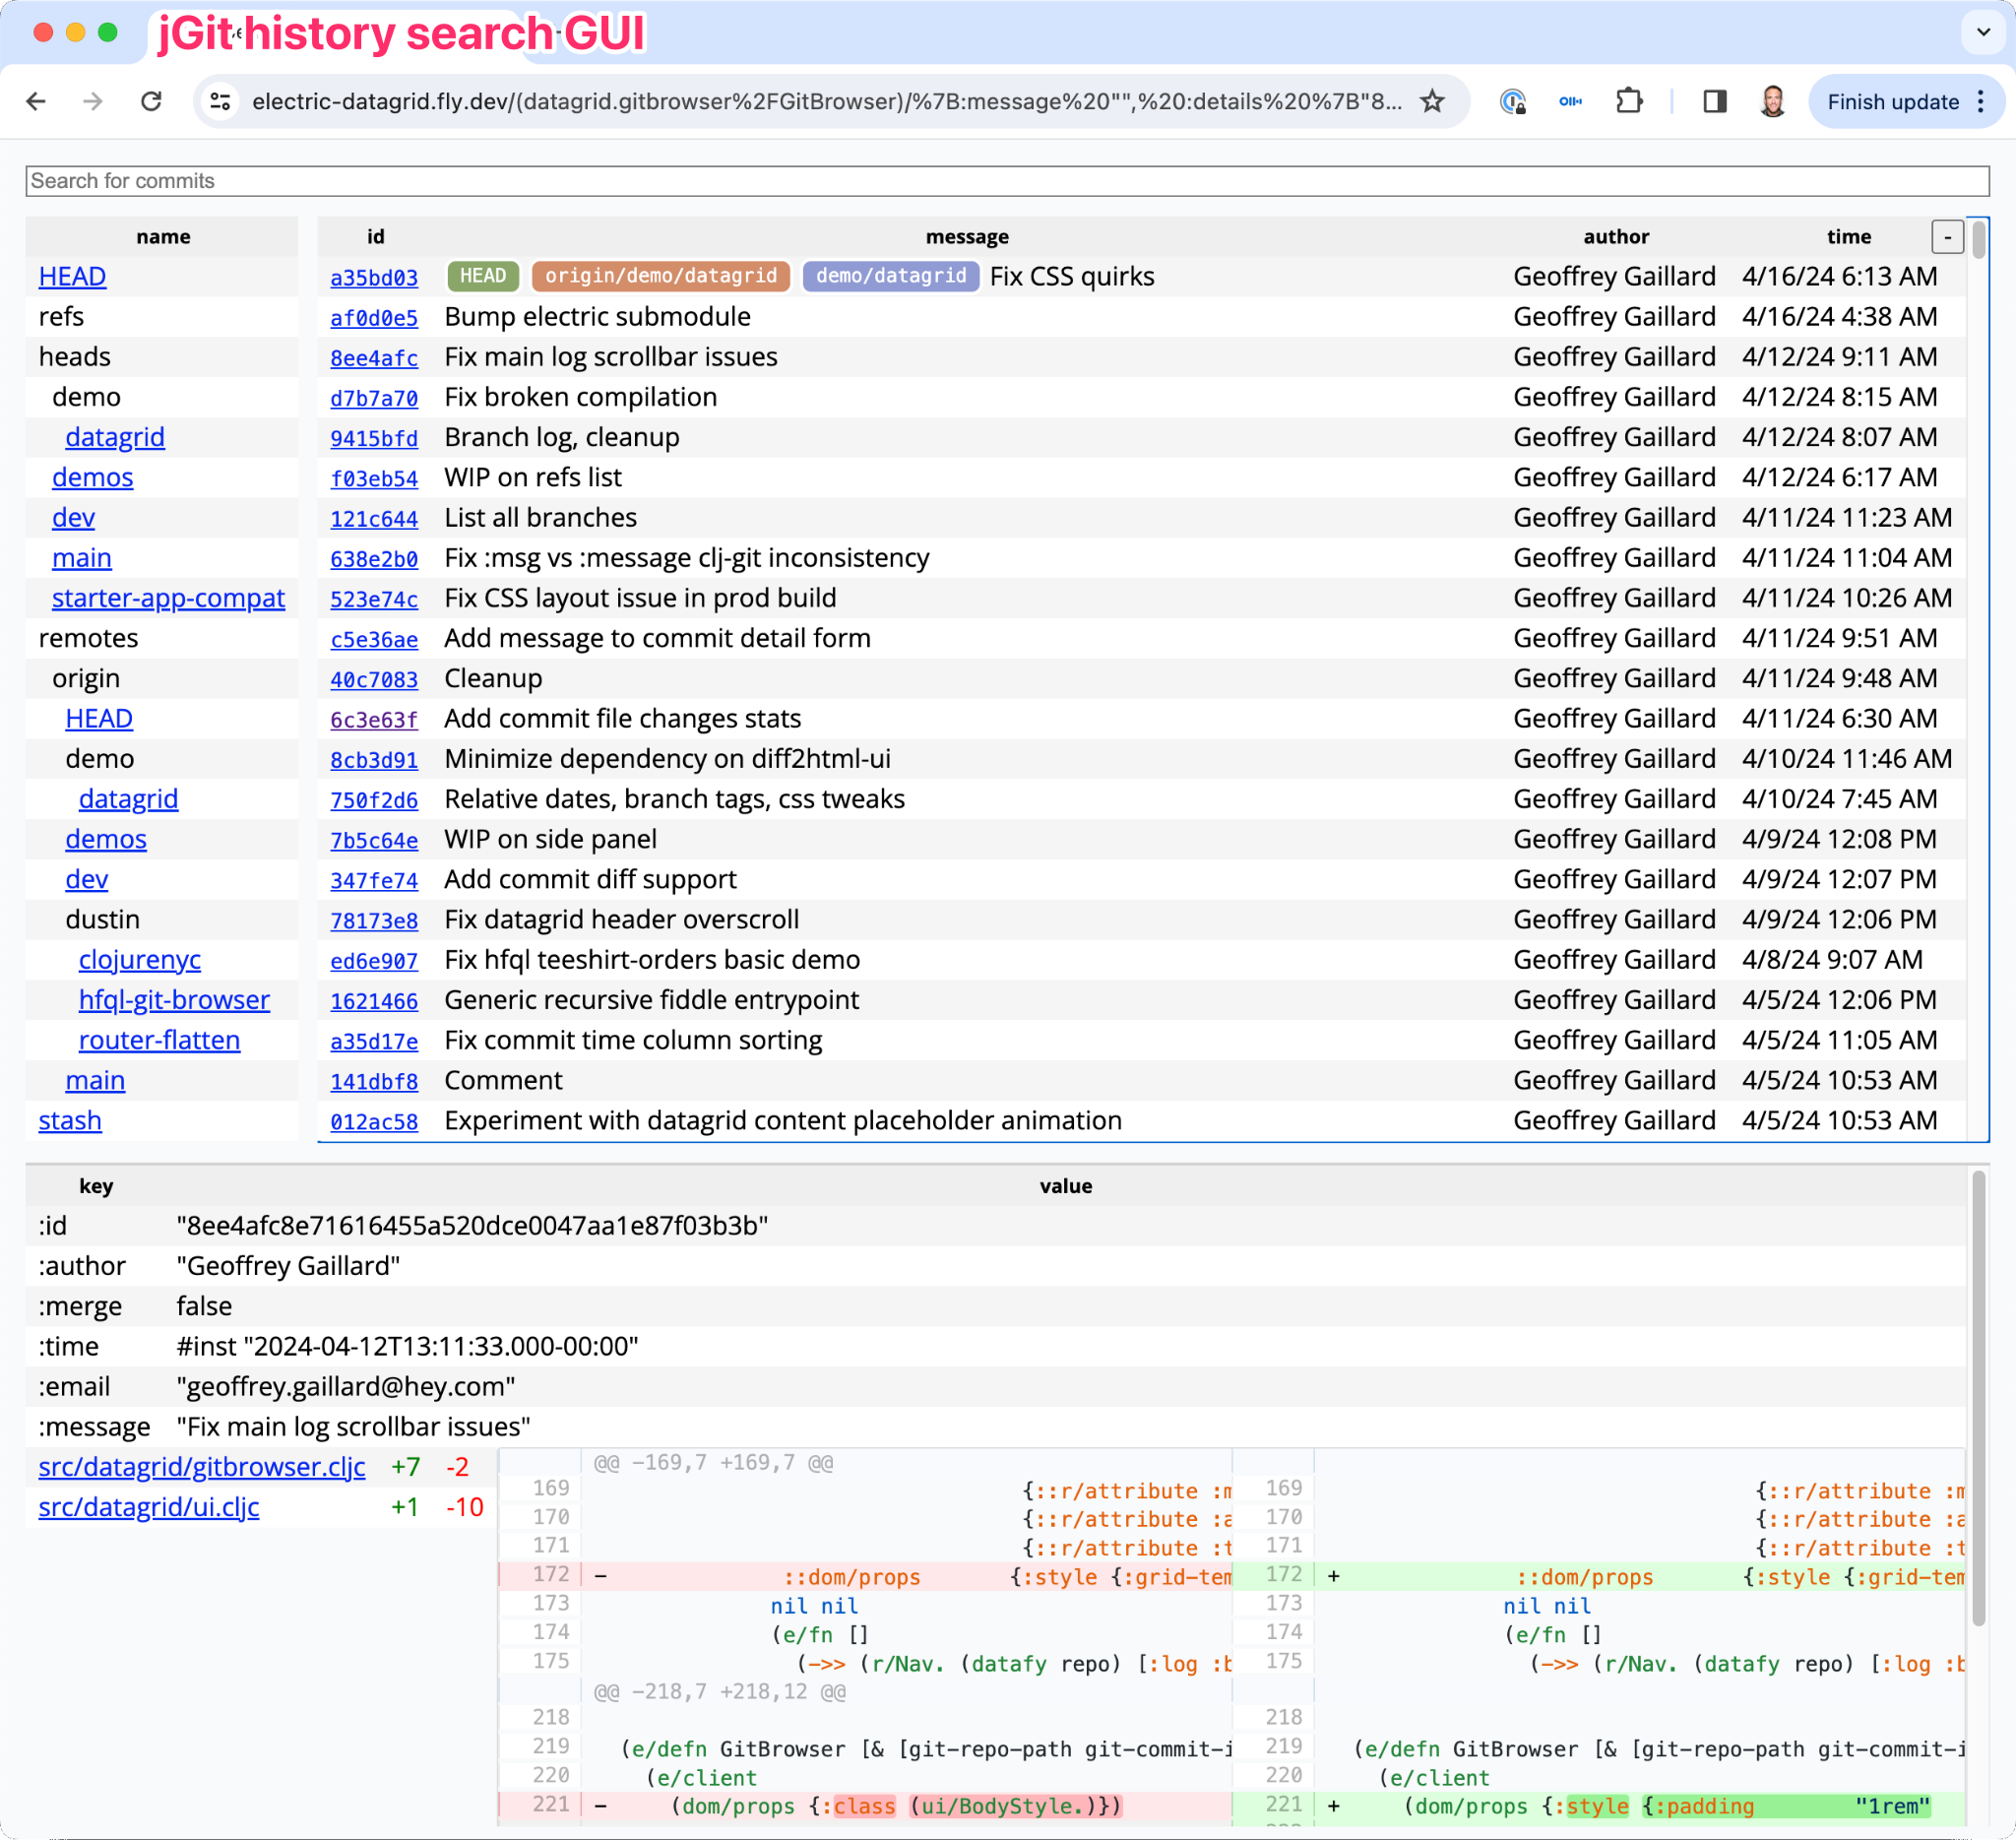 jGit history search GUI
electric-datagrid.fly.dev/(datagrid.gitbrowser%2FGitBrowser)/%7B:message%20"",%20:details%20%7B"8...
Finish update
Search for commits
name
HEAD
refs
heads
demo
datagrid
demos
dev
main
starter-app-compat
remotes
origin
HEAD
demo
datagrid
demos
dev
dustin
clojurenyc
hfql-git-browser
router-flatten
main
stash
id message author time -
a35bd03 HEAD origin/demo/datagrid demo/datagrid Fix CSS quirks Geoffrey Gaillard 4/16/24 6:13 AM
af0d0e5 Bump electric submodule Geoffrey Gaillard 4/16/24 4:38 AM
8ee4afc Fix main log scrollbar issues Geoffrey Gaillard 4/12/24 9:11 AM
d7b7a70 Fix broken compilation Geoffrey Gaillard 4/12/24 8:15 AM
9415bfd Branch log, cleanup Geoffrey Gaillard 4/12/24 8:07 AM
f03eb54 WIP on refs list Geoffrey Gaillard 4/12/24 6:17 AM
121c644 List all branches Geoffrey Gaillard 4/11/24 11:23 AM
638e2b0 Fix :msg vs :message clj-git inconsistency Geoffrey Gaillard 4/11/24 11:04 AM
523e74c Fix CSS layout issue in prod build Geoffrey Gaillard 4/11/24 10:26 AM
c5e36ae Add message to commit detail form Geoffrey Gaillard 4/11/24 9:51 AM
40c7083 Cleanup Geoffrey Gaillard 4/11/24 9:48 AM
6c3e63f Add commit file changes stats Geoffrey Gaillard 4/11/24 6:30 AM
8cb3d91 Minimize dependency on diff2html-ui Geoffrey Gaillard 4/10/24 11:46 AM
750f2d6 Relative dates, branch tags, css tweaks Geoffrey Gaillard 4/10/24 7:45 AM
7b5c64e WIP on side panel Geoffrey Gaillard 4/9/24 12:08 PM
347fe74 Add commit diff support Geoffrey Gaillard 4/9/24 12:07 PM
78173e8 Fix datagrid header overscroll Geoffrey Gaillard 4/9/24 12:06 PM
ed6e907 Fix hfql teeshirt-orders basic demo Geoffrey Gaillard 4/8/24 9:07 AM
1621466 Generic recursive fiddle entrypoint Geoffrey Gaillard 4/5/24 12:06 PM
a35d17e Fix commit time column sorting Geoffrey Gaillard 4/5/24 11:05 AM
141dbf8 Comment Geoffrey Gaillard 4/5/24 10:53 AM
012ac58 Experiment with datagrid content placeholder animation Geoffrey Gaillard 4/5/24 10:53 AM
key value
:id "8ee4afc8e71616455a520dce0047aa1e87f03b3b"
:author "Geoffrey Gaillard"
:merge false
:time #inst "2024-04-12T13:11:33.000-00:00"
:email "geoffrey.gaillard@hey.com"
:message "Fix main log scrollbar issues"
src/datagrid/gitbrowser.cljc +7 -2
src/datagrid/ui.cljc +1 -10
@@ -169,7 +169,7 @@
169 {::r/attribute :m
170 {::r/attribute :a
171 {::r/attribute :t
172 - ::dom/props {:style {:grid-tem
173 nil nil
174 (e/fn []
175 (->> (r/Nav. (datafy repo) [:log :b
@@ -218,7 +218,12 @@
218
219 (e/defn GitBrowser [& [git-repo-path git-commit-i
220 (e/client
221 - (dom/props {:class (ui/BodyStyle.)})
169 {::r/attribute :m
170 {::r/attribute :a
171 {::r/attribute :t
172 + ::dom/props {:style {:grid-tem
173 nil nil
174 (e/fn []
175 (->> (r/Nav. (datafy repo) [:log :b
218
219 (e/defn GitBrowser [& [git-repo-path git-commit-i
220 (e/client
221 + (dom/props {:style {:padding "1rem"